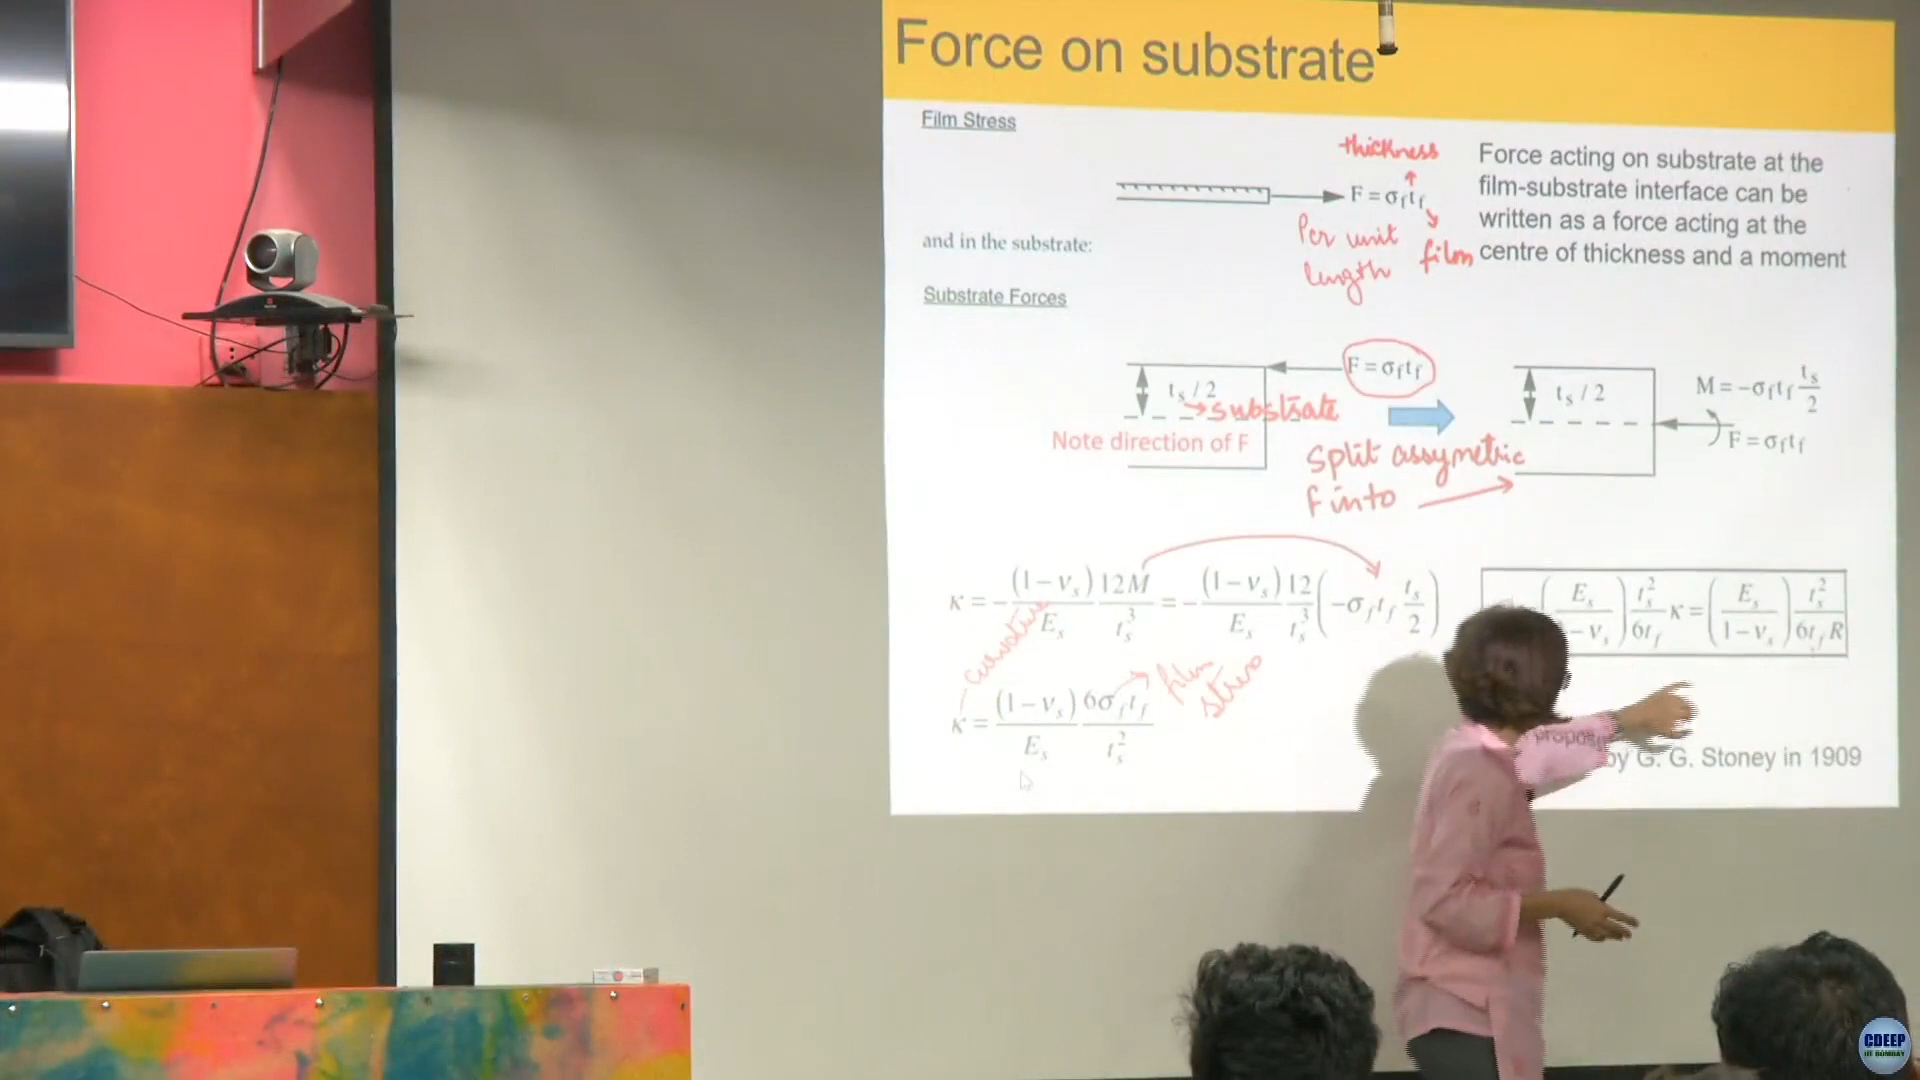 Force on substrate
Film Stress
thickness
F = σftf
Per unit
length
film
Force acting on substrate at the
film-substrate interface can be
written as a force acting at the
centre of thickness and a moment
and in the substrate:
Substrate Forces
F = σftf
ts / 2
substrate
Note direction of F
Split assymetric
F into
ts / 2
M = −σftf ts/2
F = σftf
κ = − (1 − νs)/Es 12M/ts³ = − (1 − νs)/Es 12/ts³ (−σftf ts/2)
curvature
κ = (1 − νs)/Es 6σftf/ts²
film
stress
(Es/− νs) ts²/6tf κ = (Es/1 − νs) ts²/6tfR
by G. G. Stoney in 1909
CDEEP
IIT BOMBAY